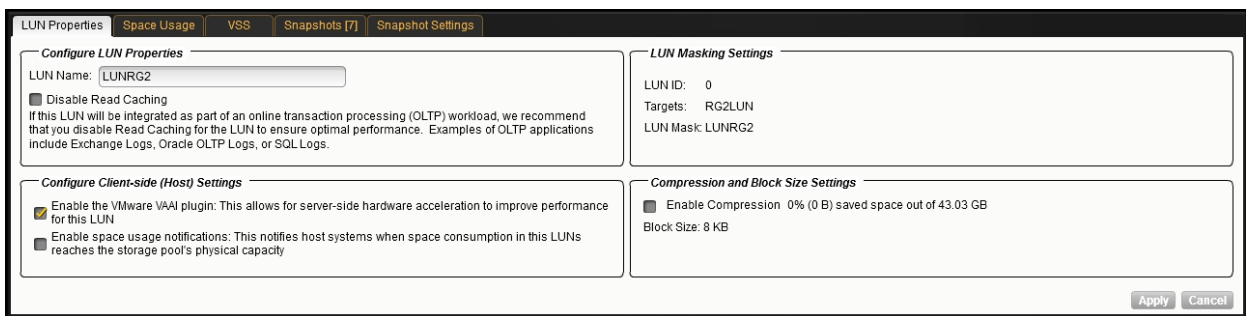 LUN Properties
Space Usage
VSS
Snapshots [7]
Snapshot Settings
Configure LUN Properties
LUN Name: LUNRG2
Disable Read Caching
If this LUN will be integrated as part of an online transaction processing (OLTP) workload, we recommend
that you disable Read Caching for the LUN to ensure optimal performance. Examples of OLTP applications
include Exchange Logs, Oracle OLTP Logs, or SQL Logs.
LUN Masking Settings
LUN ID: 0
Targets: RG2LUN
LUN Mask: LUNRG2
Configure Client-side (Host) Settings
Enable the VMware VAAI plugin: This allows for server-side hardware acceleration to improve performance
for this LUN
Enable space usage notifications: This notifies host systems when space consumption in this LUNs
reaches the storage pool's physical capacity
Compression and Block Size Settings
Enable Compression 0% (0 B) saved space out of 43.03 GB
Block Size: 8 KB
Apply
Cancel